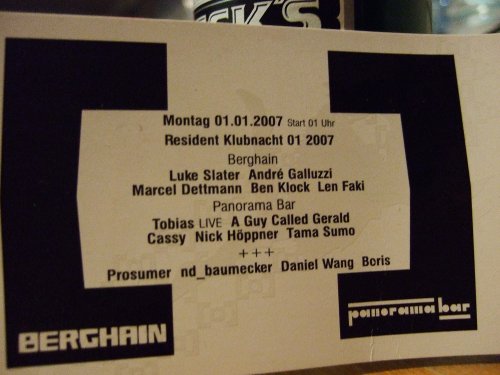 CK'S
Montag 01.01.2007 Start 01 Uhr
Resident Klubnacht 01 2007
Berghain
Luke Slater André Galluzzi
Marcel Dettmann Ben Klock Len Faki
Panorama Bar
Tobias LIVE A Guy Called Gerald
Cassy Nick Höppner Tama Sumo
+++
Prosumer nd_baumecker Daniel Wang Boris
BERGHAIN
panorama bar